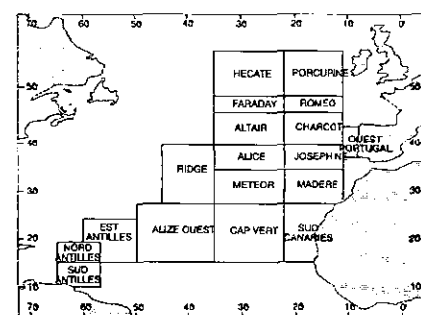 70 60 50 40 30 20 10 0
HECATE PORCUPINE
50 50
FARADAY ROMEO
ALTAIR CHARCOT
OUEST
PORTUGAL
40 40
ALICE JOSEPHINE
RIDGE
30 METEOR MADERE 30
EST
ANTILLES
ALIZE OUEST CAP VERT SUD
CANARIES
20 20
NORD
ANTILLES
SUD
ANTILLES
10 10
70 60 50 40 30 20 10 0